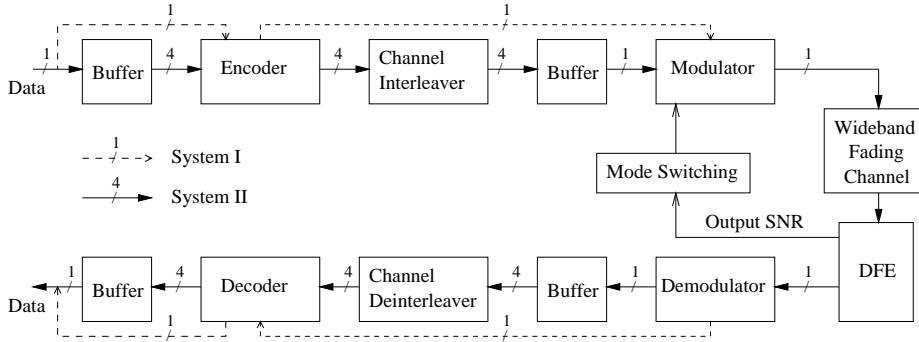 1 1
1 4 4 4 1 1
Data Buffer Encoder Channel Interleaver Buffer Modulator
Wideband
Fading
Channel
1 System I
4 System II
Mode Switching
Output SNR
DFE
1 4 4 4 1 1
Data Buffer Decoder Channel Deinterleaver Buffer Demodulator
1 1